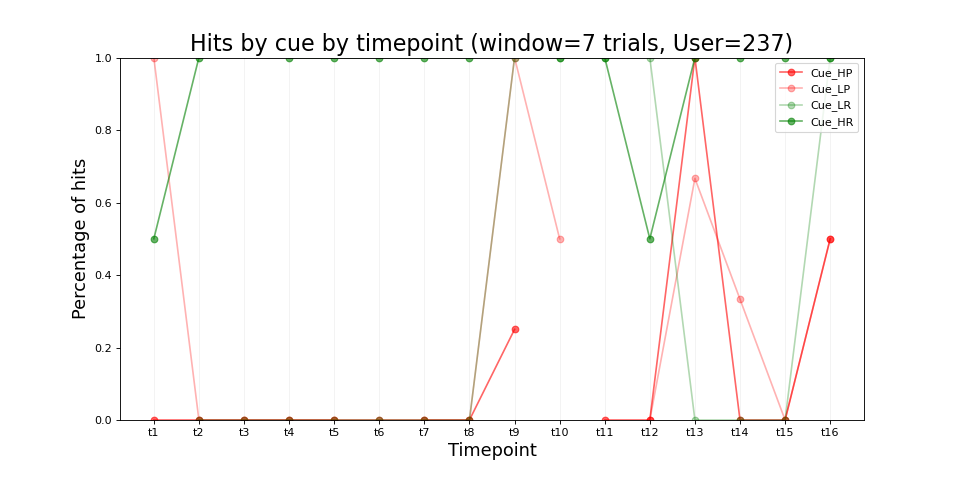 Hits by cue by timepoint (window=7 trials, User=237)
Percentage of hits
1.0
0.8
0.6
0.4
0.2
0.0
Cue_HP
Cue_LP
Cue_LR
Cue_HR
t1 t2 t3 t4 t5 t6 t7 t8 t9 t10 t11 t12 t13 t14 t15 t16
Timepoint